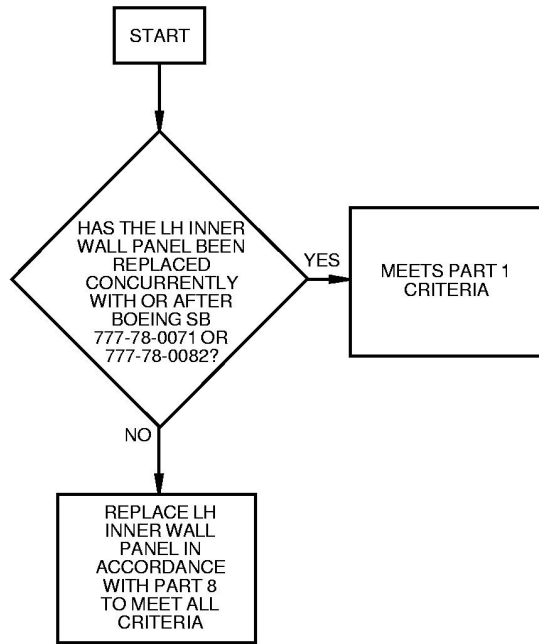 START
HAS THE LH INNER
WALL PANEL BEEN
REPLACED
CONCURRENTLY
WITH OR AFTER
BOEING SB
777-78-0071 OR
777-78-0082?
YES
MEETS PART 1
CRITERIA
NO
REPLACE LH
INNER WALL
PANEL IN
ACCORDANCE
WITH PART 8
TO MEET ALL
CRITERIA